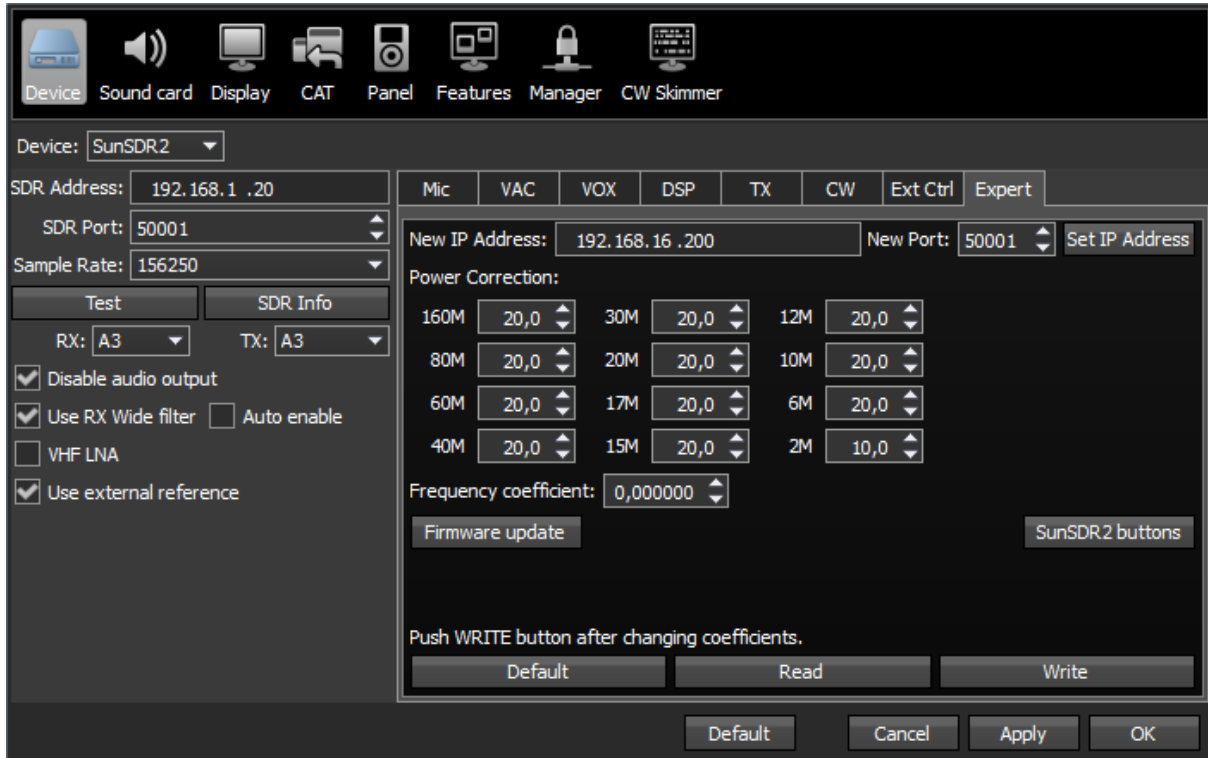 Device Sound card Display CAT Panel Features Manager CW Skimmer
Device: SunSDR2
SDR Address: 192.168.1 .20
SDR Port: 50001
Sample Rate: 156250
Test SDR Info
RX: A3 TX: A3
Disable audio output
Use RX Wide filter Auto enable
VHF LNA
Use external reference
Mic VAC VOX DSP TX CW Ext Ctrl Expert
New IP Address: 192.168.16 .200 New Port: 50001 Set IP Address
Power Correction:
160M 20,0 30M 20,0 12M 20,0
80M 20,0 20M 20,0 10M 20,0
60M 20,0 17M 20,0 6M 20,0
40M 20,0 15M 20,0 2M 10,0
Frequency coefficient: 0,000000
Firmware update SunSDR2 buttons
Push WRITE button after changing coefficients.
Default Read Write
Default Cancel Apply OK